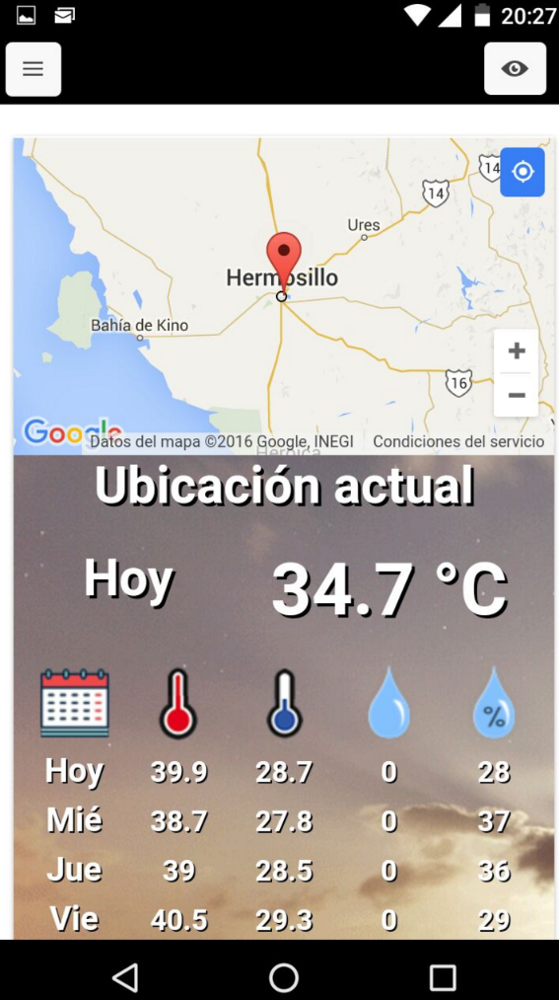 20:27
14
14
Ures
Hermosillo
Bahía de Kino
+
16
−
Google
Datos del mapa ©2016 Google, INEGI Condiciones del servicio
Heroica
Ubicación actual
Hoy 34.7 °C
%
Hoy 39.9 28.7 0 28
Mié 38.7 27.8 0 37
Jue 39 28.5 0 36
Vie 40.5 29.3 0 29